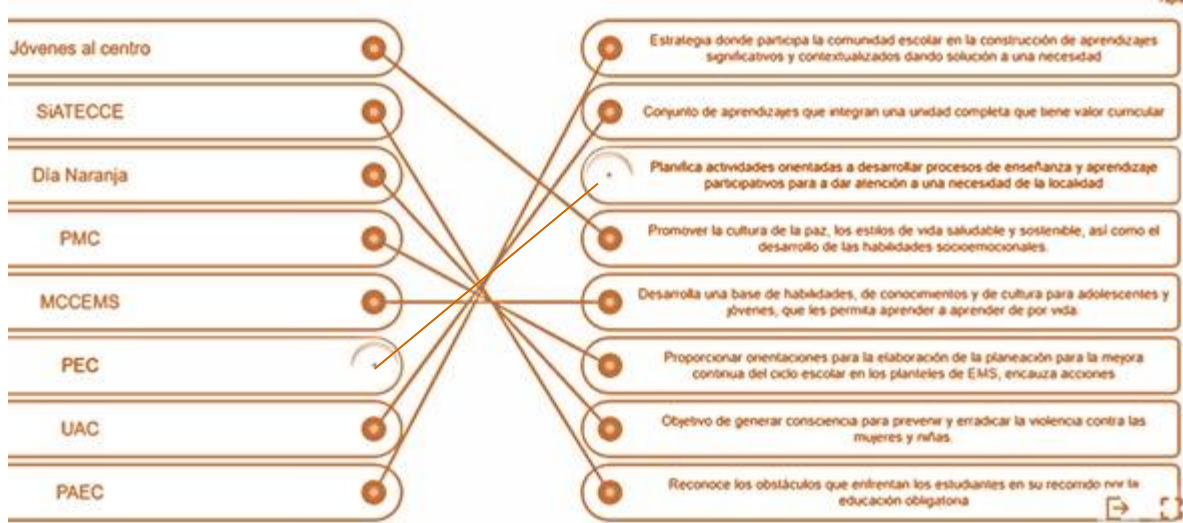 Jóvenes al centro
Estrategia donde participa la comunidad escolar en la construcción de aprendizajes
significativos y contextualizados dando solución a una necesidad
SiATECCE
Conjunto de aprendizajes que integran una unidad completa que tiene valor curricular
Día Naranja
Planifica actividades orientadas a desarrollar procesos de enseñanza y aprendizaje
participativos para a dar atención a una necesidad de la localidad
PMC
Promover la cultura de la paz, los estilos de vida saludable y sostenible, así como el
desarrollo de las habilidades socioemocionales.
MCCEMS
Desarrolla una base de habilidades, de conocimientos y de cultura para adolescentes y
jóvenes, que les permita aprender a aprender de por vida.
PEC
Proporcionar orientaciones para la elaboración de la planeación para la mejora
continua del ciclo escolar en los planteles de EMS, encauza acciones
UAC
Objetivo de generar consciencia para prevenir y erradicar la violencia contra las
mujeres y niñas.
PAEC
Reconoce los obstáculos que enfrentan los estudiantes en su recorrido por la
educación obligatoria